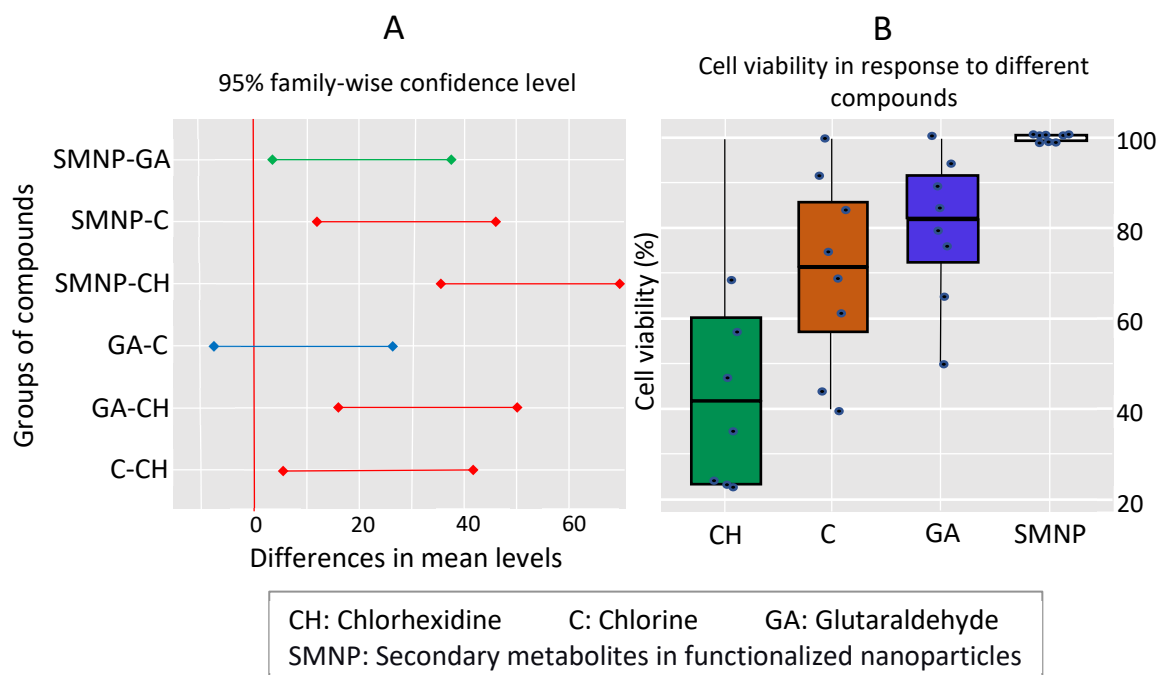 A
95% family-wise confidence level
Groups of compounds
SMNP-GA
SMNP-C
SMNP-CH
GA-C
GA-CH
C-CH
0 20 40 60
Differences in mean levels
B
Cell viability in response to different
compounds
Cell viability (%)
100
80
60
40
20
CH C GA SMNP
CH: Chlorhexidine C: Chlorine GA: Glutaraldehyde
SMNP: Secondary metabolites in functionalized nanoparticles